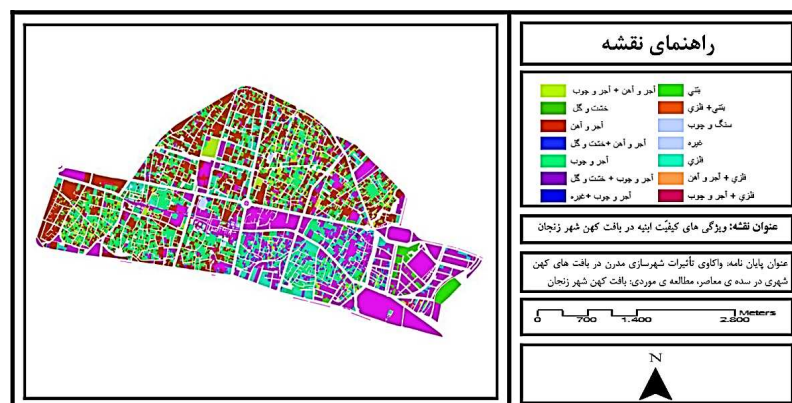 راهنمای نقشه
آجر و آهن + آجر و چوب
خشت و گل
آجر و آهن
آجر و آهن +خشت و گل
آجر و چوب
آجر و چوب + خشت و گل
آجر و چوب +غیره
بتنی
بتنی+ فلزی
سنگ و چوب
غیره
فلزی
فلزی + آجر و آهن
فلزی + آجر و چوب
عنوان نقشه: ویژگی های کیفیّت ابنیه در بافت کهن شهر زنجان
عنوان پایان نامه: واکاوی تأثیرات شهرسازی مدرن در بافت های کهن
شهری در سده ی معاصر، مطالعه ی موردی: بافت کهن شهر زنجان
Meters
0 700 1.400 2.800
N